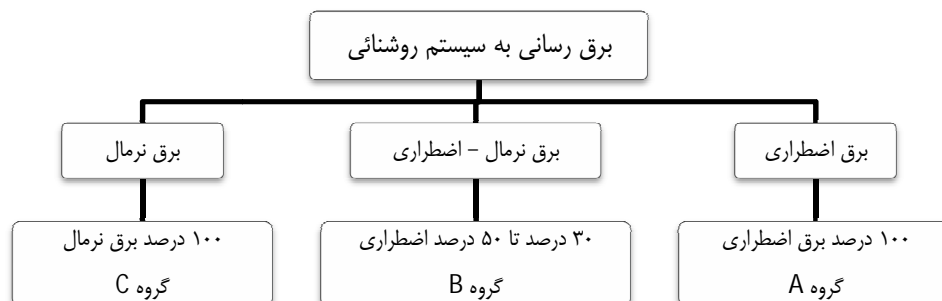 برق رسانی به سیستم روشنائی
برق اضطراری
برق نرمال – اضطراری
برق نرمال
۱۰۰ درصد برق اضطراری
گروه A
۳۰ درصد تا ۵۰ درصد اضطراری
گروه B
۱۰۰ درصد برق نرمال
گروه C